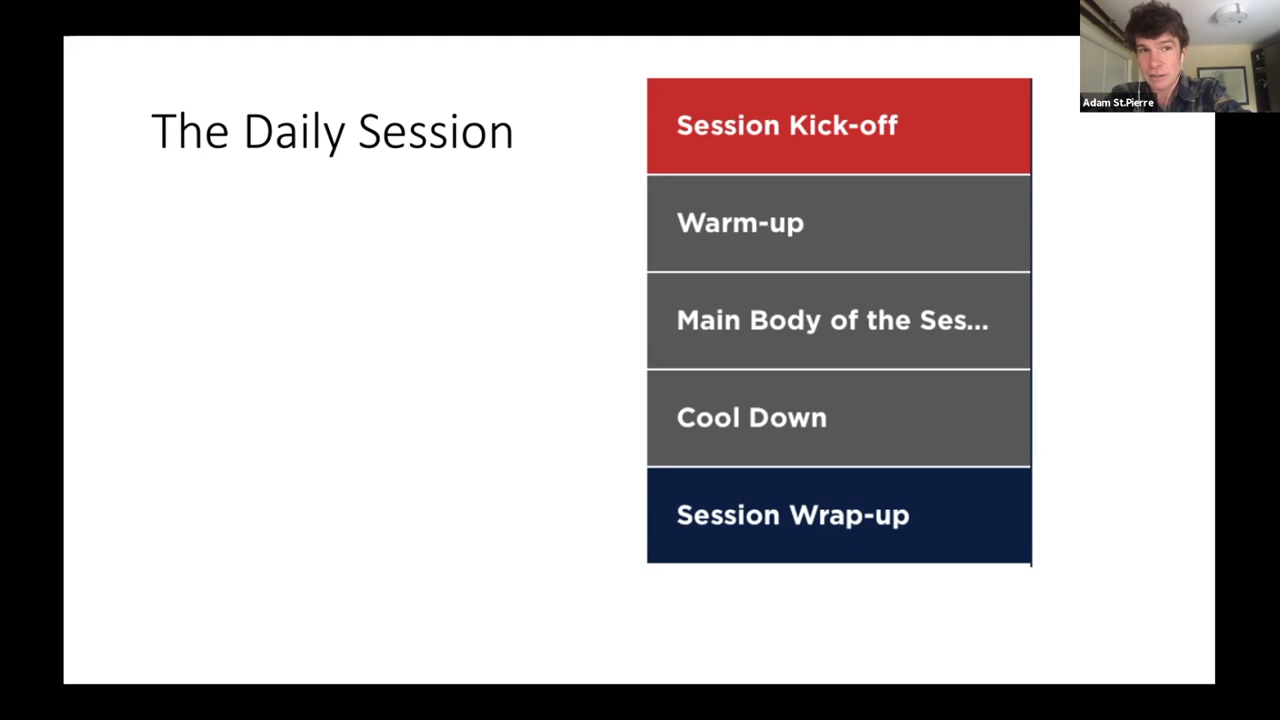 The Daily Session
Session Kick-off
Warm-up
Main Body of the Ses...
Cool Down
Session Wrap-up
Adam St.Pierre